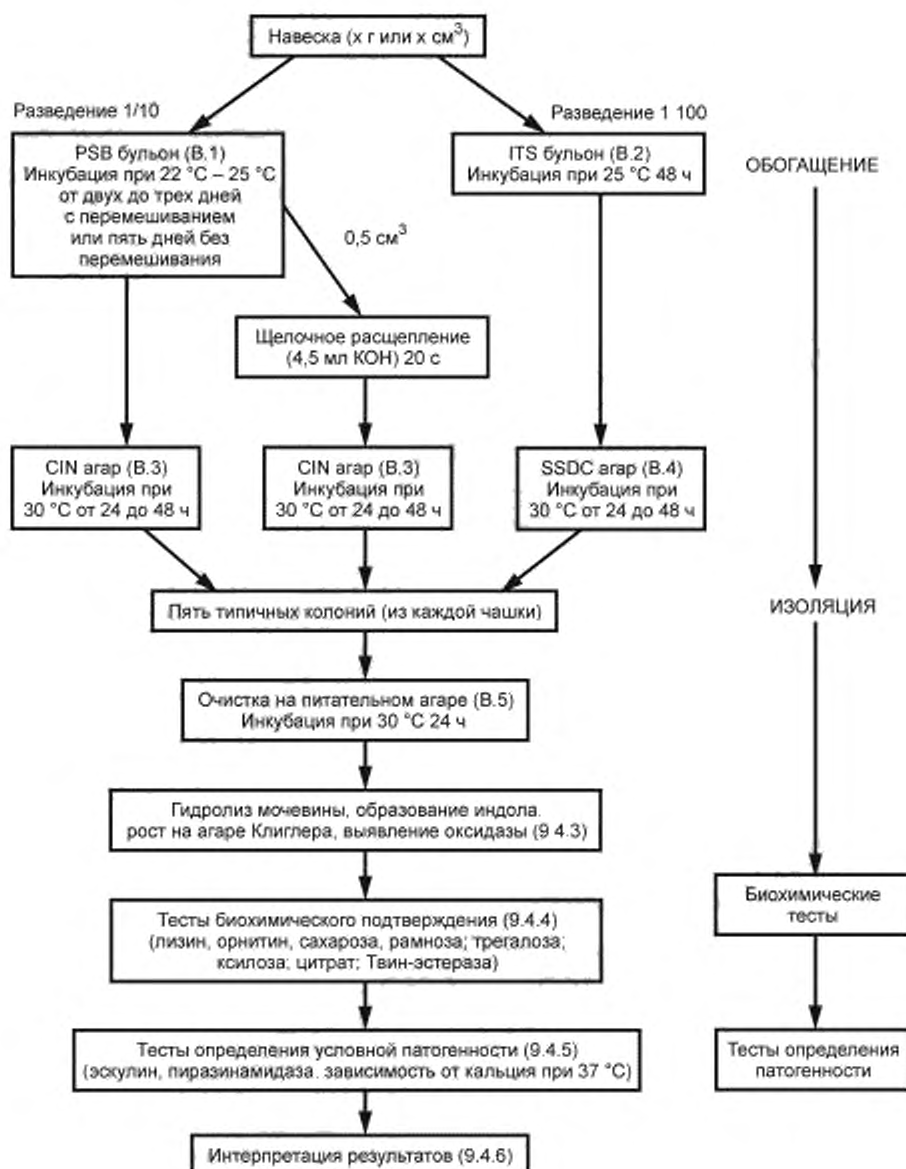 Навеска (х г или х см³)
Разведение 1/10
Разведение 1 100
PSB бульон (В.1)
Инкубация при 22 °С – 25 °С
от двух до трех дней
с перемешиванием
или пять дней без
перемешивания
ITS бульон (В.2)
Инкубация при 25 °С 48 ч
ОБОГАЩЕНИЕ
0,5 см³
Щелочное расщепление
(4,5 мл КОН) 20 с
CIN агар (В.3)
Инкубация при
30 °С от 24 до 48 ч
CIN агар (В.3)
Инкубация при
30 °С от 24 до 48 ч
SSDC агар (В.4)
Инкубация при
30 °С от 24 до 48 ч
Пять типичных колоний (из каждой чашки)
ИЗОЛЯЦИЯ
Очистка на питательном агаре (В.5)
Инкубация при 30 °С 24 ч
Гидролиз мочевины, образование индола.
рост на агаре Клиглера, выявление оксидазы (9 4.3)
Биохимические
тесты
Тесты биохимического подтверждения (9.4.4)
(лизин, орнитин, сахароза, рамноза; трегалоза;
ксилоза; цитрат; Твин-эстераза)
Тесты определения условной патогенности (9.4.5)
(эскулин, пиразинамидаза. зависимость от кальция при 37 °С)
Тесты определения
патогенности
Интерпретация результатов (9.4.6)